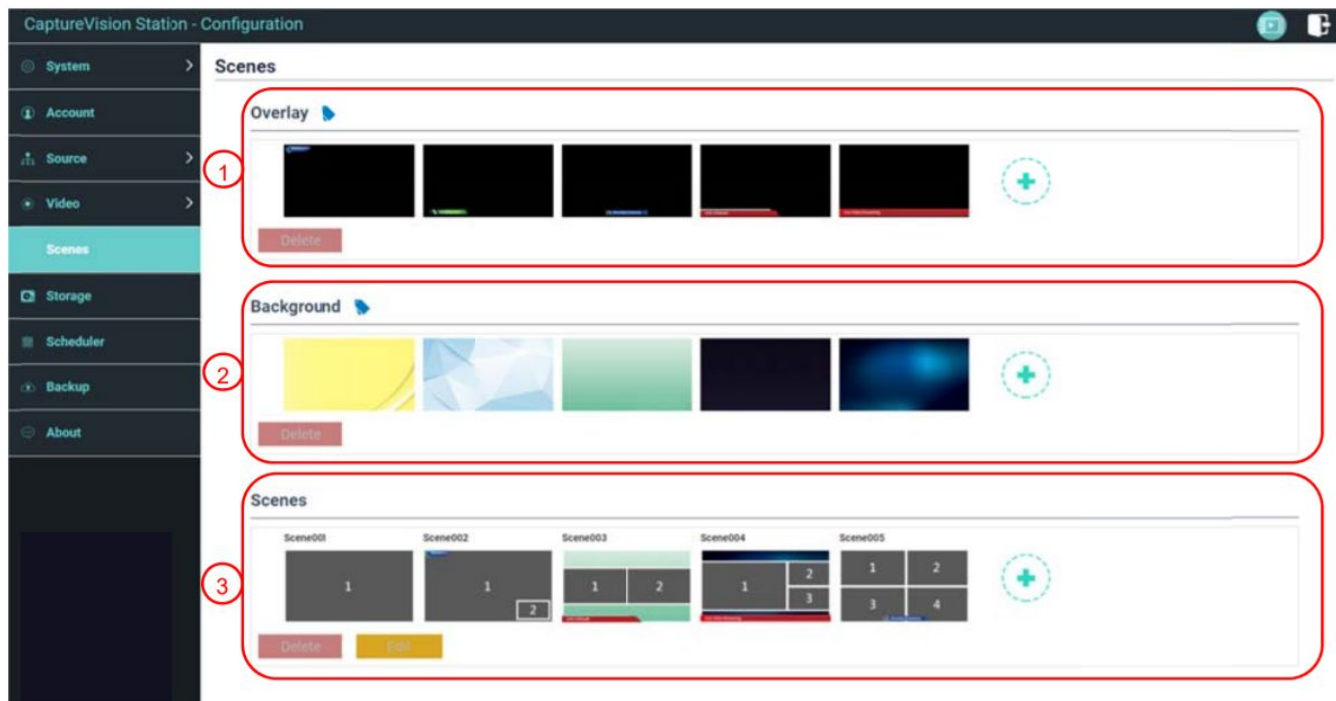 CaptureVision Station - Configuration
System
Scenes
Account
Overlay
Source
1
Video
Delete
Scenes
Storage
Background
Scheduler
2
Backup
About
Delete
Scenes
Scene001
Scene002
Scene003
Scene004
Scene005
3
1
1
2
1
2
1
2
3
1
2
3
4
Delete
Edit